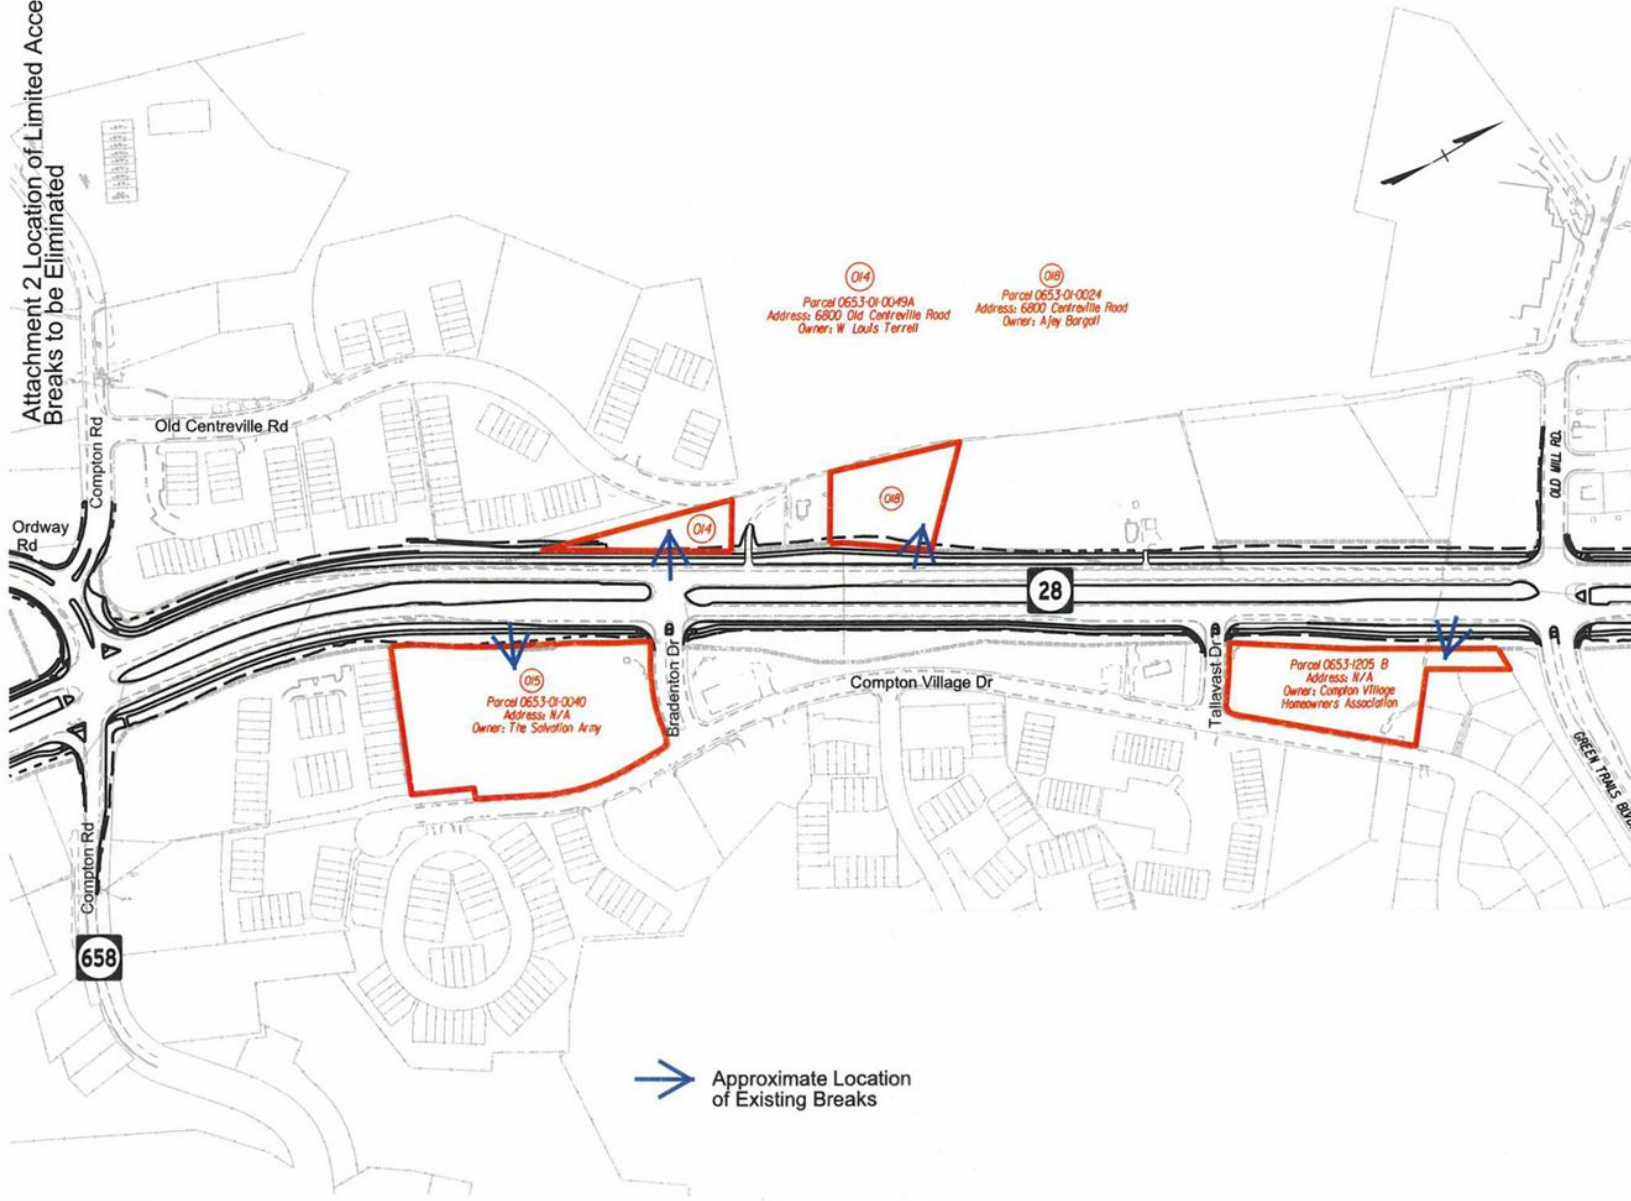 Attachment 2 Location of Limited Acce
Breaks to be Eliminated
014
Parcel 0653-01-0049A
Address: 6800 Old Centreville Road
Owner: W Louis Terrell
018
Parcel 0653-01-0024
Address: 6800 Centreville Road
Owner: Ajey Bargoti
Compton Rd
Old Centreville Rd
Ordway
Rd
014
018
28
OLD MILL RD.
015
Parcel 0653-01-0040
Address: N/A
Owner: The Salvation Army
Bradenton Dr
Compton Village Dr
Tallavast Dr
Parcel 0653-1205 B
Address: N/A
Owner: Compton Village
Homeowners Association
GREEN TRAILS BLVD.
Compton Rd
658
Approximate Location
of Existing Breaks